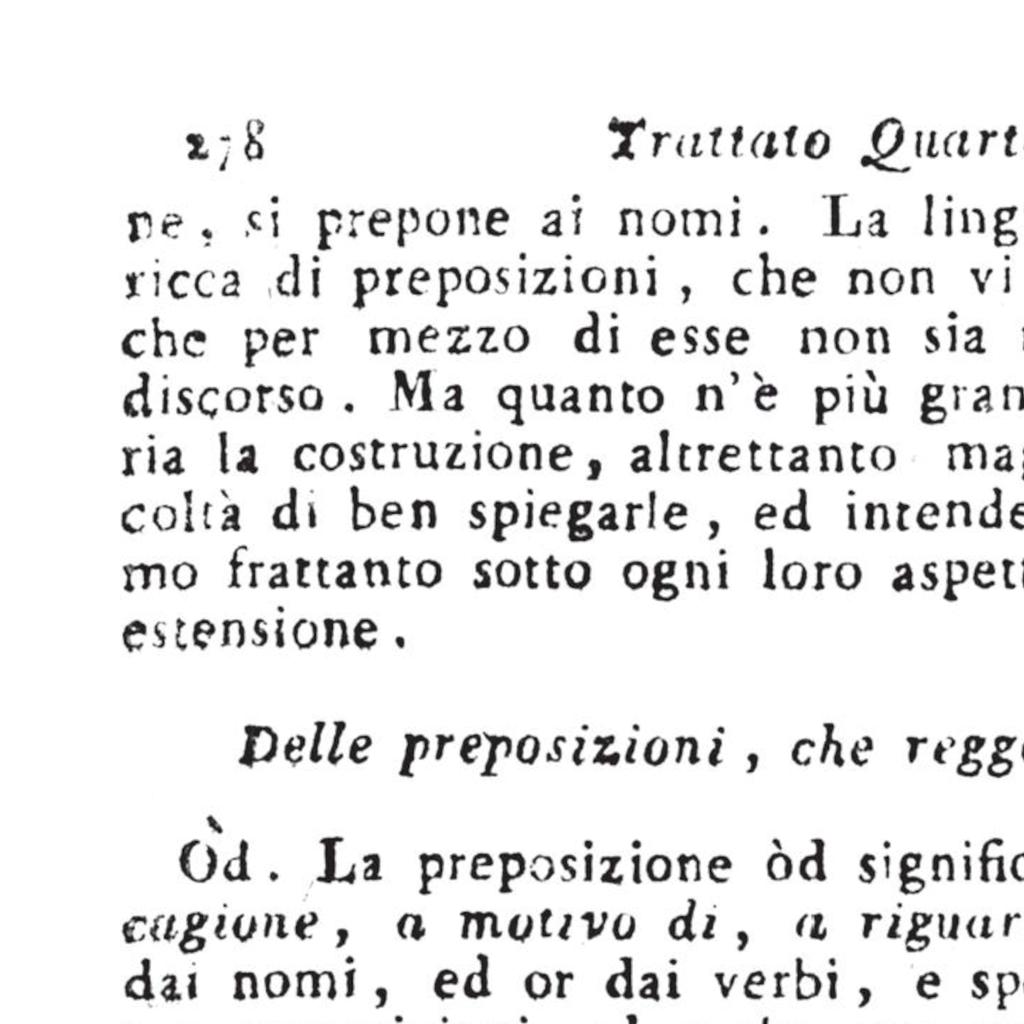 278 Trattato Quart
ne, si prepone ai nomi. La ling
ricca di preposizioni, che non vi
che per mezzo di esse non sia
discorso. Ma quanto n'è più gran
ria la costruzione, altrettanto mag
coltà di ben spiegarle, ed intende
mo frattanto sotto ogni loro aspett
estensione.
Delle preposizioni, che regg
Òd. La preposizione òd signific
cagione, a motivo di, a riguar
dai nomi, ed or dai verbi, e sp